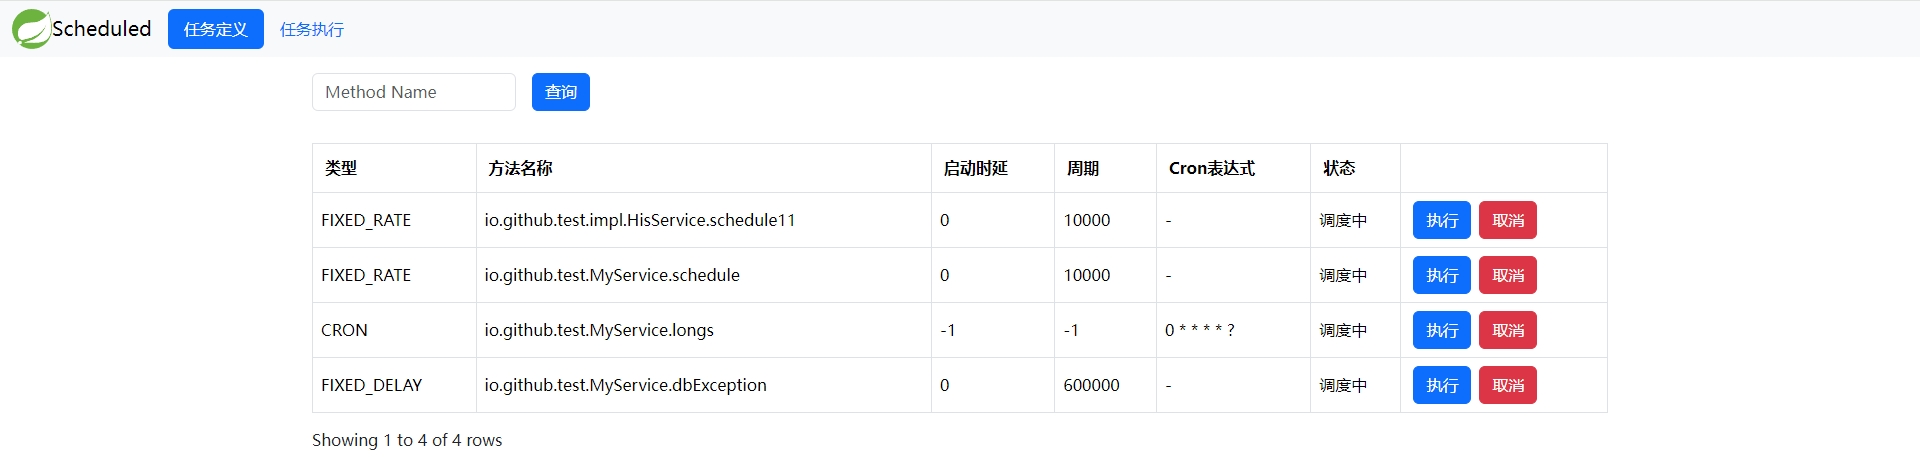 Scheduled 任务定义 任务执行
Method Name 查询
类型 方法名称 启动时延 周期 Cron表达式 状态
FIXED_RATE io.github.test.impl.HisService.schedule11 0 10000 - 调度中 执行 取消
FIXED_RATE io.github.test.MyService.schedule 0 10000 - 调度中 执行 取消
CRON io.github.test.MyService.longs -1 -1 0 * * * * ? 调度中 执行 取消
FIXED_DELAY io.github.test.MyService.dbException 0 600000 - 调度中 执行 取消
Showing 1 to 4 of 4 rows